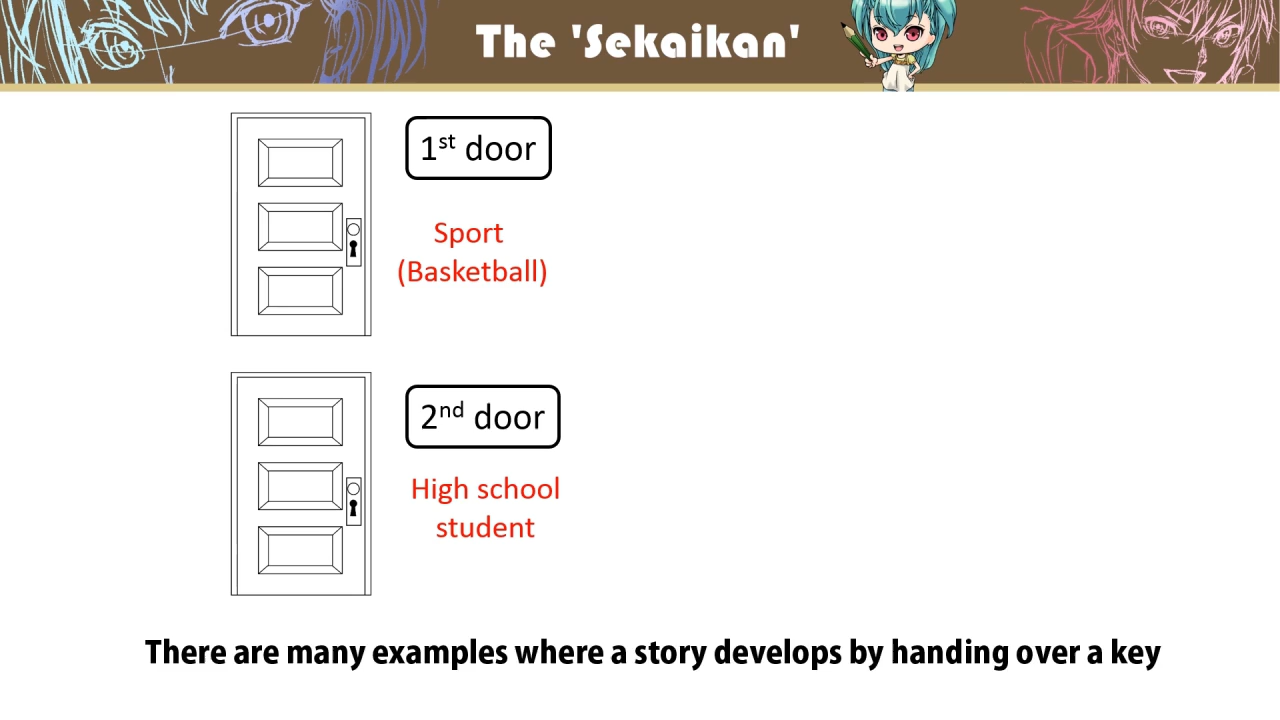 The 'Sekaikan'
1st door
Sport
(Basketball)
2nd door
High school
student
There are many examples where a story develops by handing over a key